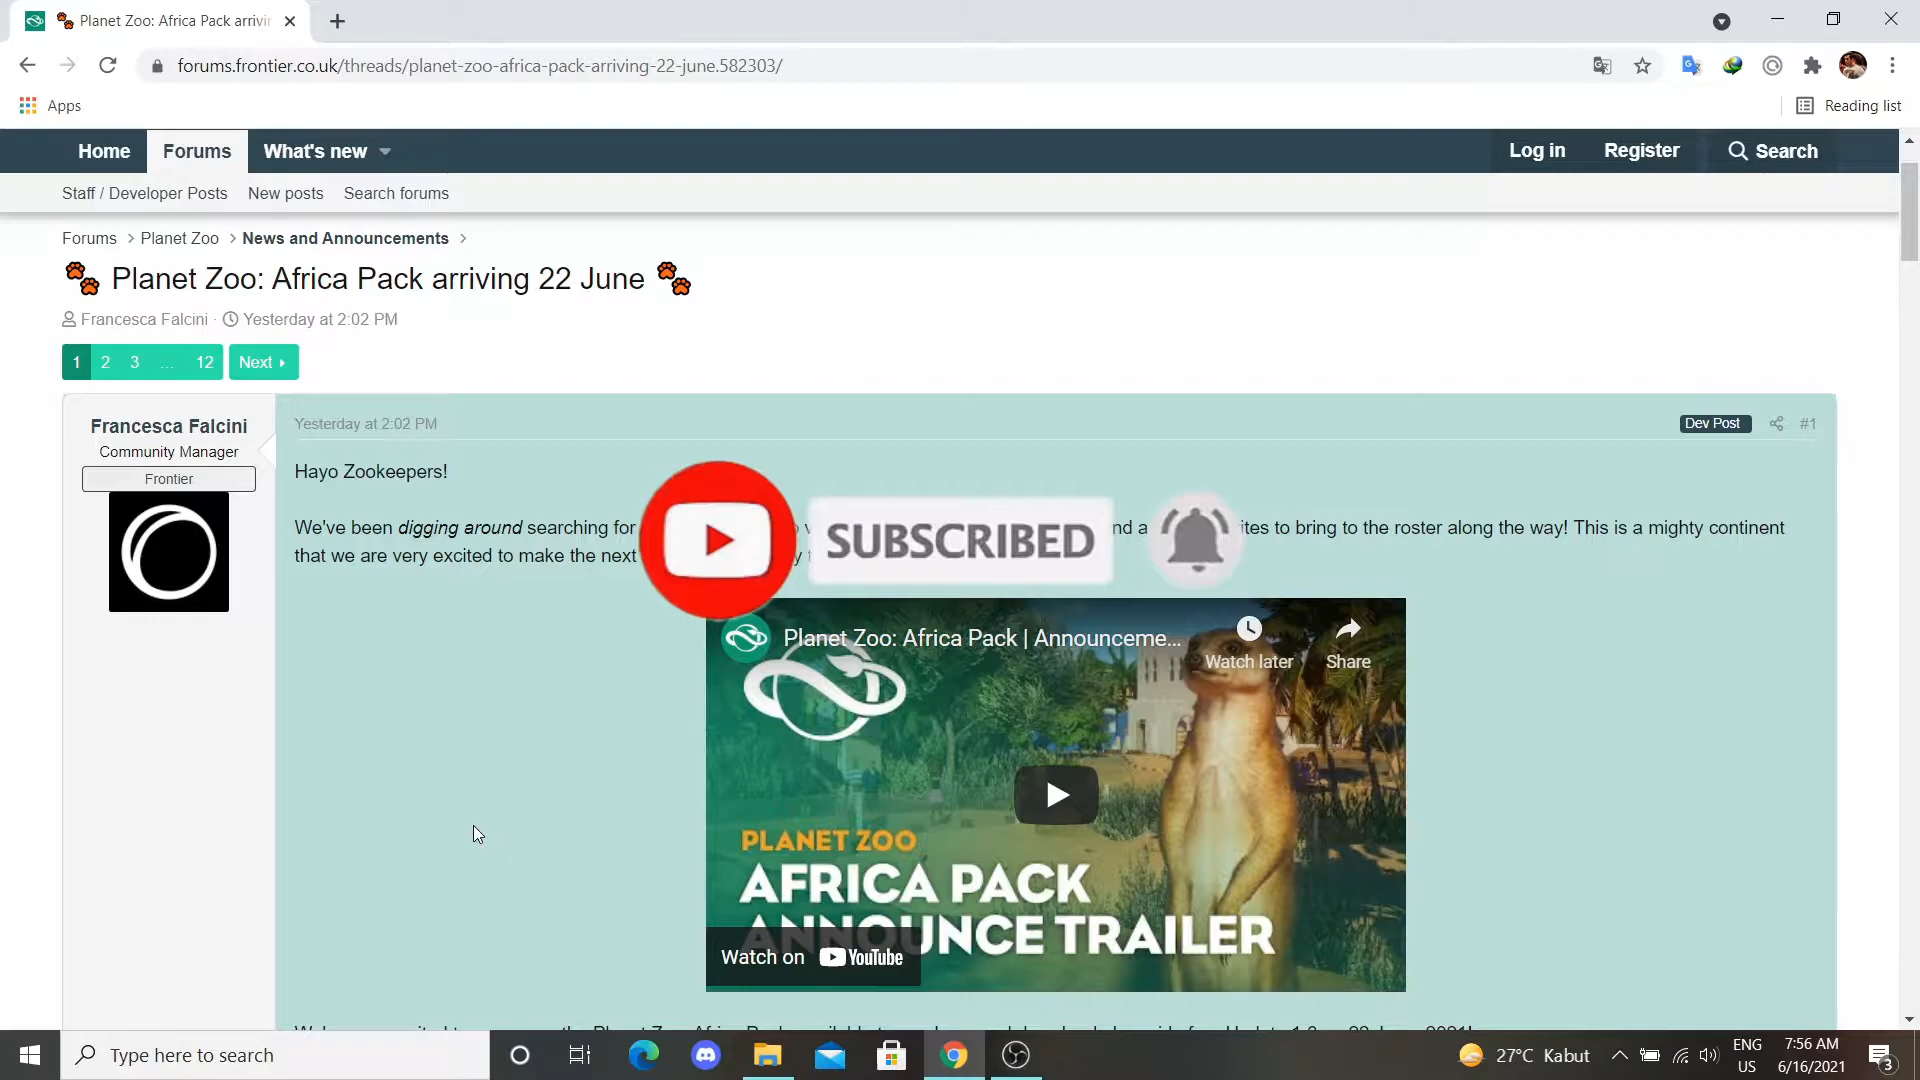 Planet Zoo: Africa Pack arrivin
forums.frontier.co.uk/threads/planet-zoo-africa-pack-arriving-22-june.582303/
Apps
Reading list
Home Forums What's new Log in Register Search
Staff / Developer Posts New posts Search forums
Forums > Planet Zoo > News and Announcements >
Planet Zoo: Africa Pack arriving 22 June
Francesca Falcini · Yesterday at 2:02 PM
1 2 3 ... 12 Next
Francesca Falcini
Community Manager
Frontier
Yesterday at 2:02 PM Dev Post #1
Hayo Zookeepers!
We've been digging around searching for ites to bring to the roster along the way! This is a mighty continent
that we are very excited to make the next
SUBSCRIBED
Planet Zoo: Africa Pack | Announceme...
Watch later Share
PLANET ZOO
AFRICA PACK
ANNOUNCE TRAILER
Watch on YouTube
Type here to search
27°C Kabut
ENG
US
7:56 AM
6/16/2021
3